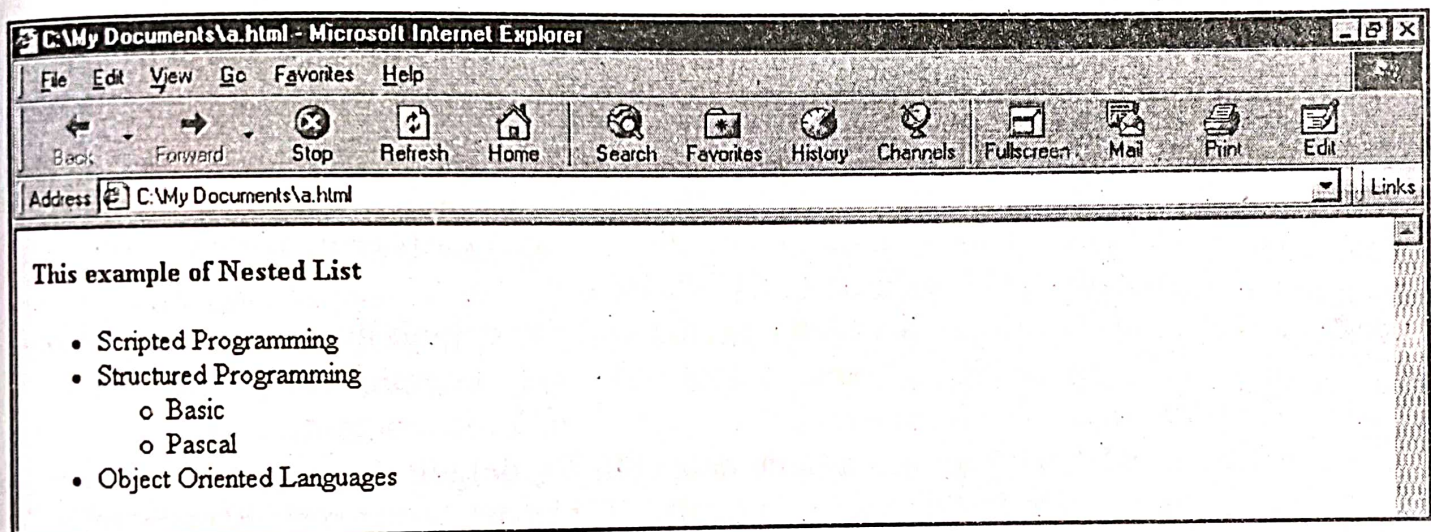 C:\My Documents\a.html - Microsoft Internet Explorer
File Edit View Go Favorites Help
Back Forward Stop Refresh Home Search Favorites History Channels Fullscreen Mail Print Edit
Address C:\My Documents\a.html Links
This example of Nested List
• Scripted Programming
• Structured Programming
o Basic
o Pascal
• Object Oriented Languages